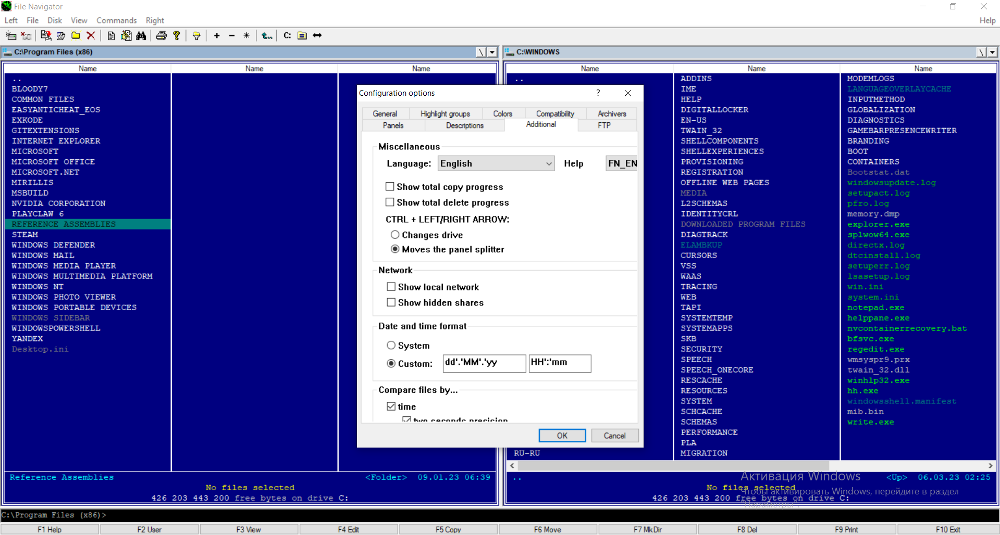 File Navigator
Left File Disk View Commands Right Help
C:
C:\Program Files (x86) \
C:\WINDOWS \
Name Name Name
..
BLOODY7
COMMON FILES
EASYANTICHEAT_EOS
EXKODE
GITEXTENSIONS
INTERNET EXPLORER
MICROSOFT
MICROSOFT OFFICE
MICROSOFT.NET
MIRILLIS
MSBUILD
NVIDIA CORPORATION
PLAYCLAW 6
REFERENCE ASSEMBLIES
STEAM
WINDOWS DEFENDER
WINDOWS MAIL
WINDOWS MEDIA PLAYER
WINDOWS MULTIMEDIA PLATFORM
WINDOWS NT
WINDOWS PHOTO VIEWER
WINDOWS PORTABLE DEVICES
WINDOWS SIDEBAR
WINDOWSPOWERSHELL
YANDEX
Desktop.ini
Reference Assemblies <Folder> 09.01.23 06:39
No files selected
426 203 443 200 free bytes on drive C:
Configuration options ?
General Highlight groups Colors Compatibility Archivers
Panels Descriptions Additional FTP
Miscellaneous
Language: English Help FN_EN
Show total copy progress
Show total delete progress
CTRL + LEFT/RIGHT ARROW:
Changes drive
Moves the panel splitter
Network
Show local network
Show hidden shares
Date and time format
System
Custom: dd'.'MM'.'yy HH':'mm
Compare files by...
time
two seconds precision
OK Cancel
Name Name Name
..
RU-RU
ADDINS
IME
HELP
DIGITALLOCKER
EN-US
TWAIN_32
SHELLCOMPONENTS
SHELLEXPERIENCES
PROVISIONING
REGISTRATION
OFFLINE WEB PAGES
MEDIA
L2SCHEMAS
IDENTITYCRL
DOWNLOADED PROGRAM FILES
DIAGTRACK
ELAMBKUP
CURSORS
VSS
WAAS
TRACING
WEB
TAPI
SYSTEMTEMP
SYSTEMAPPS
SKB
SECURITY
SPEECH
SPEECH_ONECORE
RESCACHE
RESOURCES
SYSTEM
SCHCACHE
SCHEMAS
PERFORMANCE
PLA
MIGRATION
MODEMLOGS
LANGUAGEOVERLAYCACHE
INPUTMETHOD
GLOBALIZATION
DIAGNOSTICS
GAMEBARPRESENCEWRITER
BRANDING
BOOT
CONTAINERS
Bootstat.dat
windowsupdate.log
setupact.log
pfro.log
memory.dmp
explorer.exe
splwow64.exe
directx.log
dtcinstall.log
setuperr.log
lsasetup.log
win.ini
system.ini
notepad.exe
helppane.exe
nvcontainerrecovery.bat
bfsvc.exe
regedit.exe
wmsyspr9.prx
twain_32.dll
winhlp32.exe
hh.exe
windowsshell.manifest
mib.bin
write.exe
.. <Up> 06.03.23 02:25
No files selected
426 203 443 200 free bytes on drive C:
Активация Windows
Чтобы активировать Windows, перейдите в раздел
"Параметры".
C:\Program Files (x86)>
F1 Help F2 User F3 View F4 Edit F5 Copy F6 Move F7 MkDir F8 Del F9 Print F10 Exit